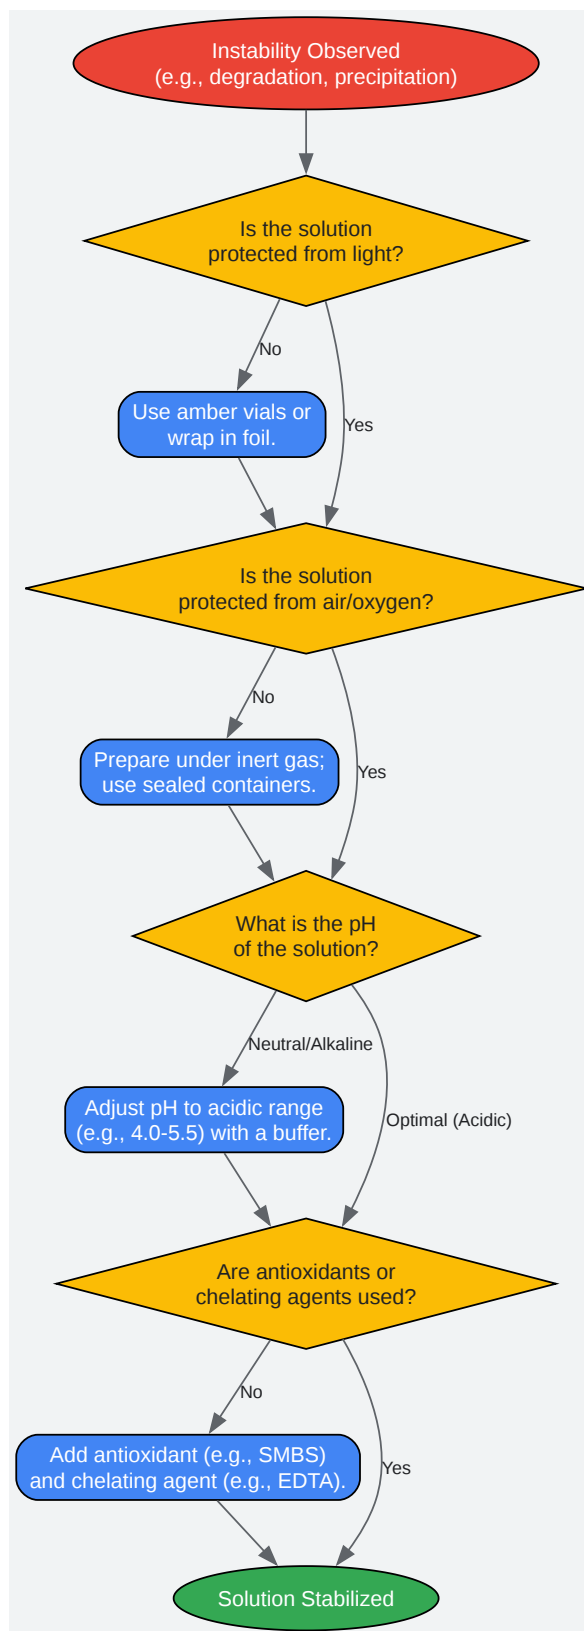 Instability Observed
(e.g., degradation, precipitation)
Is the solution
protected from light?
No
Use amber vials or
wrap in foil.
Yes
Is the solution
protected from air/oxygen?
No
Prepare under inert gas;
use sealed containers.
Yes
What is the pH
of the solution?
Neutral/Alkaline
Adjust pH to acidic range
(e.g., 4.0-5.5) with a buffer.
Optimal (Acidic)
Are antioxidants or
chelating agents used?
No
Add antioxidant (e.g., SMBS)
and chelating agent (e.g., EDTA).
Yes
Solution Stabilized